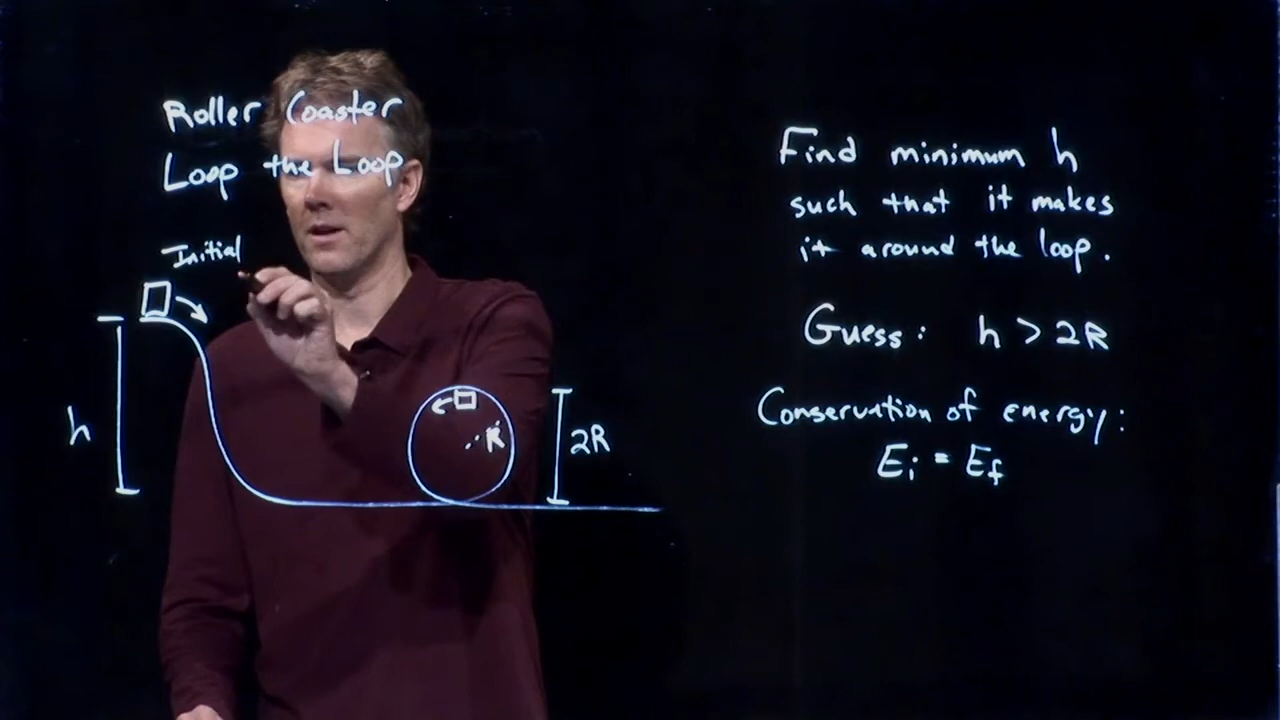 Roller Coaster
Loop the Loop
Initial
h
R
2R
Find minimum h
such that it makes
it around the loop.
Guess: h > 2R
Conservation of energy:
Ei = Ef